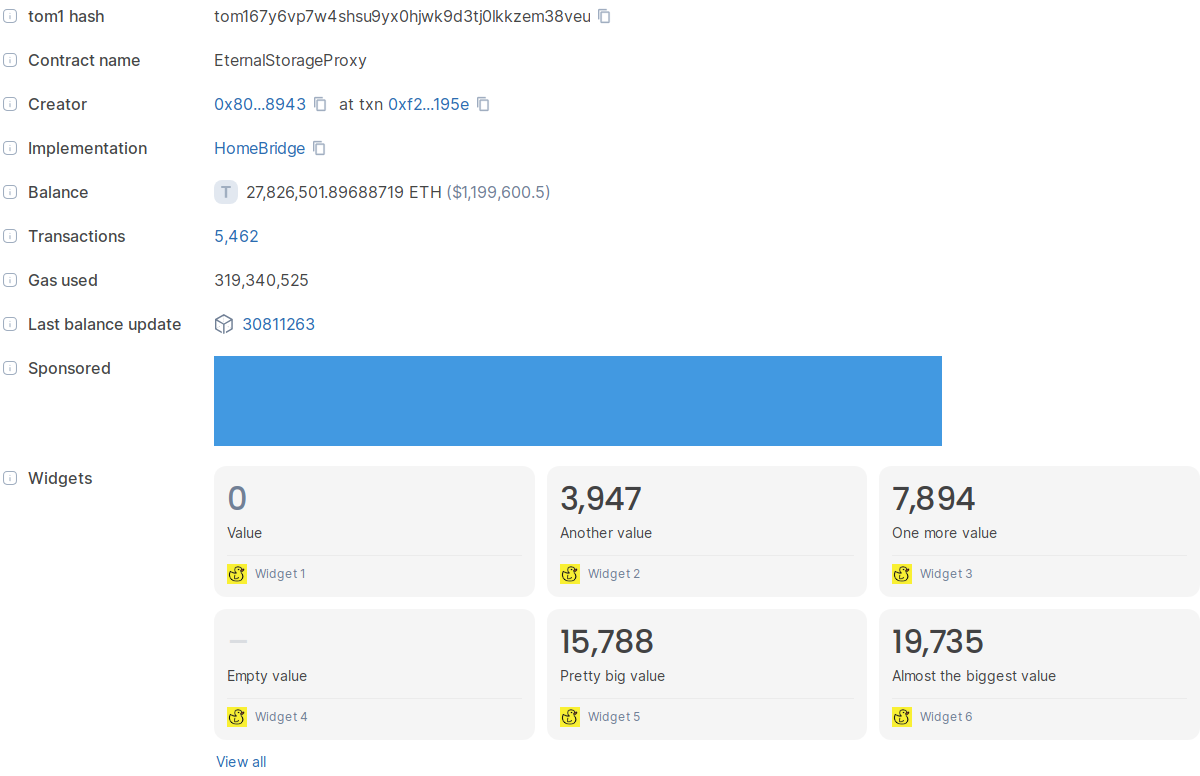 tom1 hash tom167y6vp7w4shsu9yx0hjwk9d3tj0lkkzem38veu
Contract name EternalStorageProxy
Creator 0x80...8943 at txn 0xf2...195e
Implementation HomeBridge
Balance T 27,826,501.89688719 ETH ($1,199,600.5)
Transactions 5,462
Gas used 319,340,525
Last balance update 30811263
Sponsored
Widgets
0
Value
Widget 1
3,947
Another value
Widget 2
7,894
One more value
Widget 3
—
Empty value
Widget 4
15,788
Pretty big value
Widget 5
19,735
Almost the biggest value
Widget 6
View all